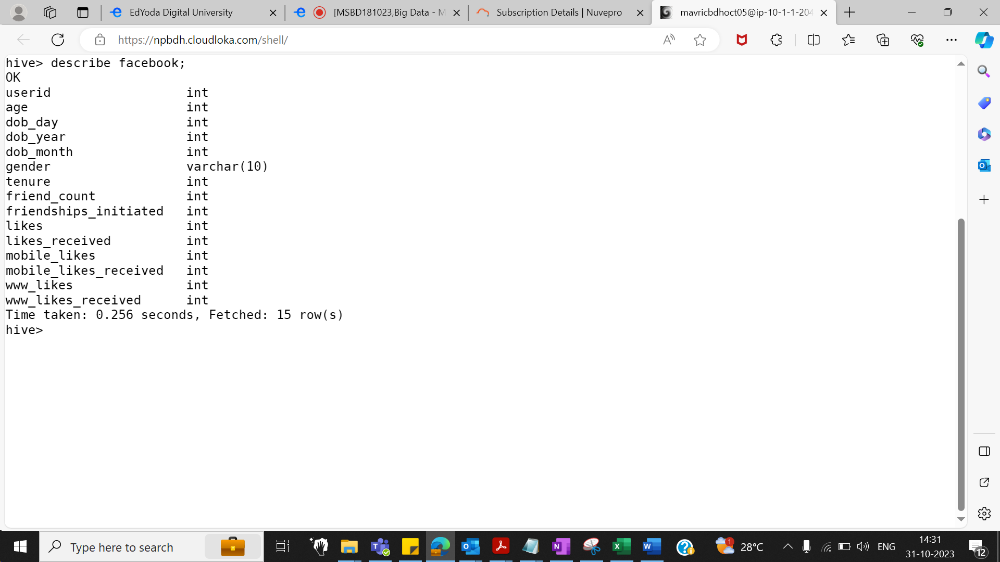 EdYoda Digital University
[MSBD181023,Big Data - M
Subscription Details | Nuvepro
mavricbdhoct05@ip-10-1-1-204
https://npbdh.cloudloka.com/shell/
hive> describe facebook;
OK
userid int
age int
dob_day int
dob_year int
dob_month int
gender varchar(10)
tenure int
friend_count int
friendships_initiated int
likes int
likes_received int
mobile_likes int
mobile_likes_received int
www_likes int
www_likes_received int
Time taken: 0.256 seconds, Fetched: 15 row(s)
hive>
Type here to search
1
28°C
ENG
14:31
31-10-2023
12